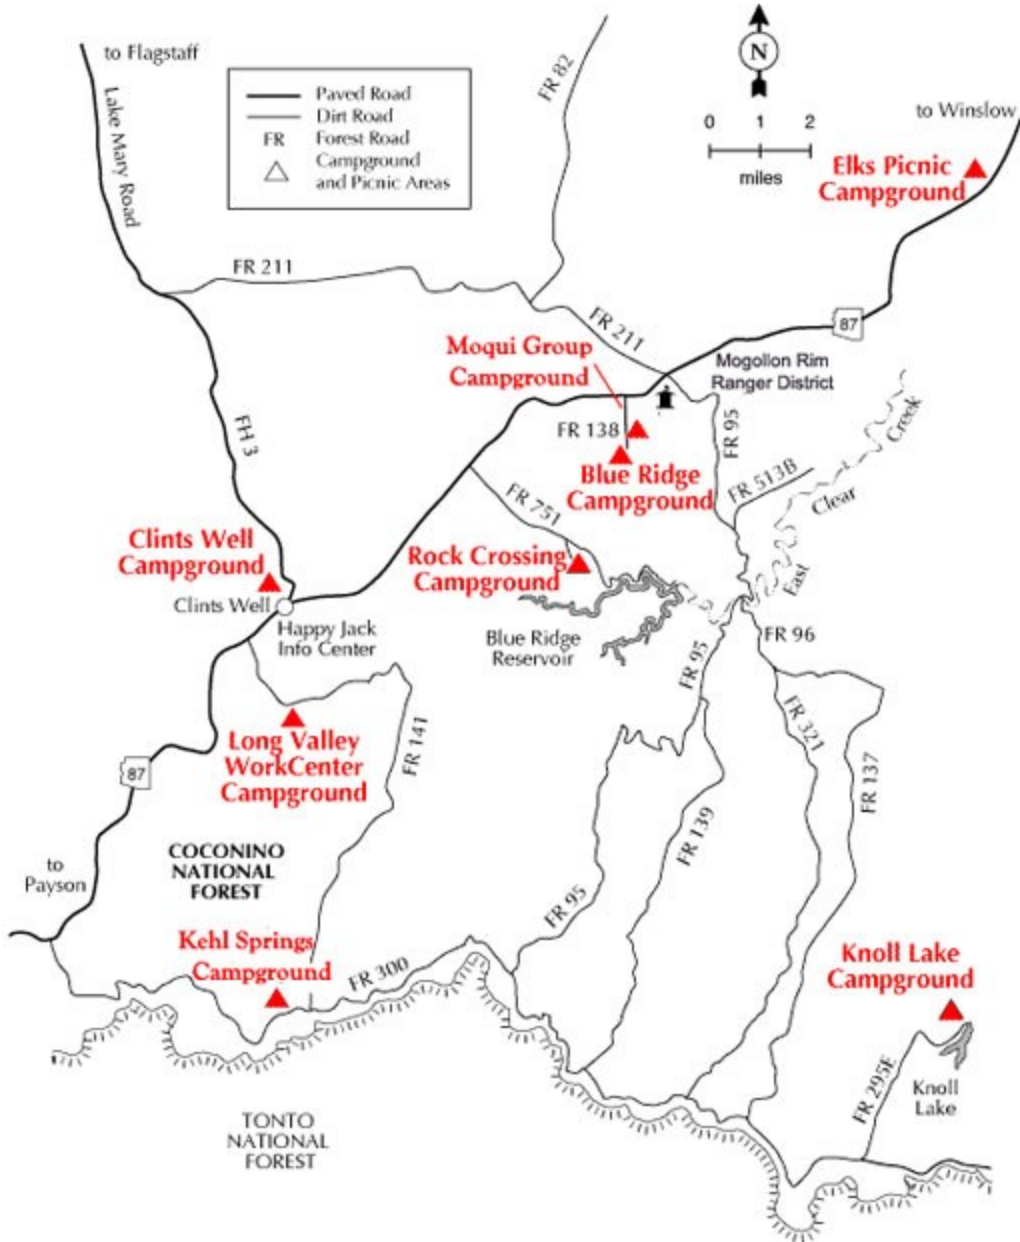 to Flagstaff
Lake Mary Road
Paved Road
Dirt Road
FR Forest Road
Campground
and Picnic Areas
FR 82
N
0 1 2
miles
to Winslow
Elks Picnic
Campground
FR 211
FR 211
87
Moqui Group
Campground
Mogollon Rim
Ranger District
FH 3
FR 138
FR 95
Blue Ridge
Campground
FR 513B
Creek
Clear
East
FR 751
Clints Well
Campground
Rock Crossing
Campground
Clints Well
Happy Jack
Info Center
Blue Ridge
Reservoir
FR 95
FR 96
FR 321
Long Valley
WorkCenter
Campground
FR 141
87
FR 137
FR 139
COCONINO
NATIONAL
FOREST
to
Payson
FR 95
Kehl Springs
Campground
FR 300
Knoll Lake
Campground
FR 295E
Knoll
Lake
TONTO
NATIONAL
FOREST